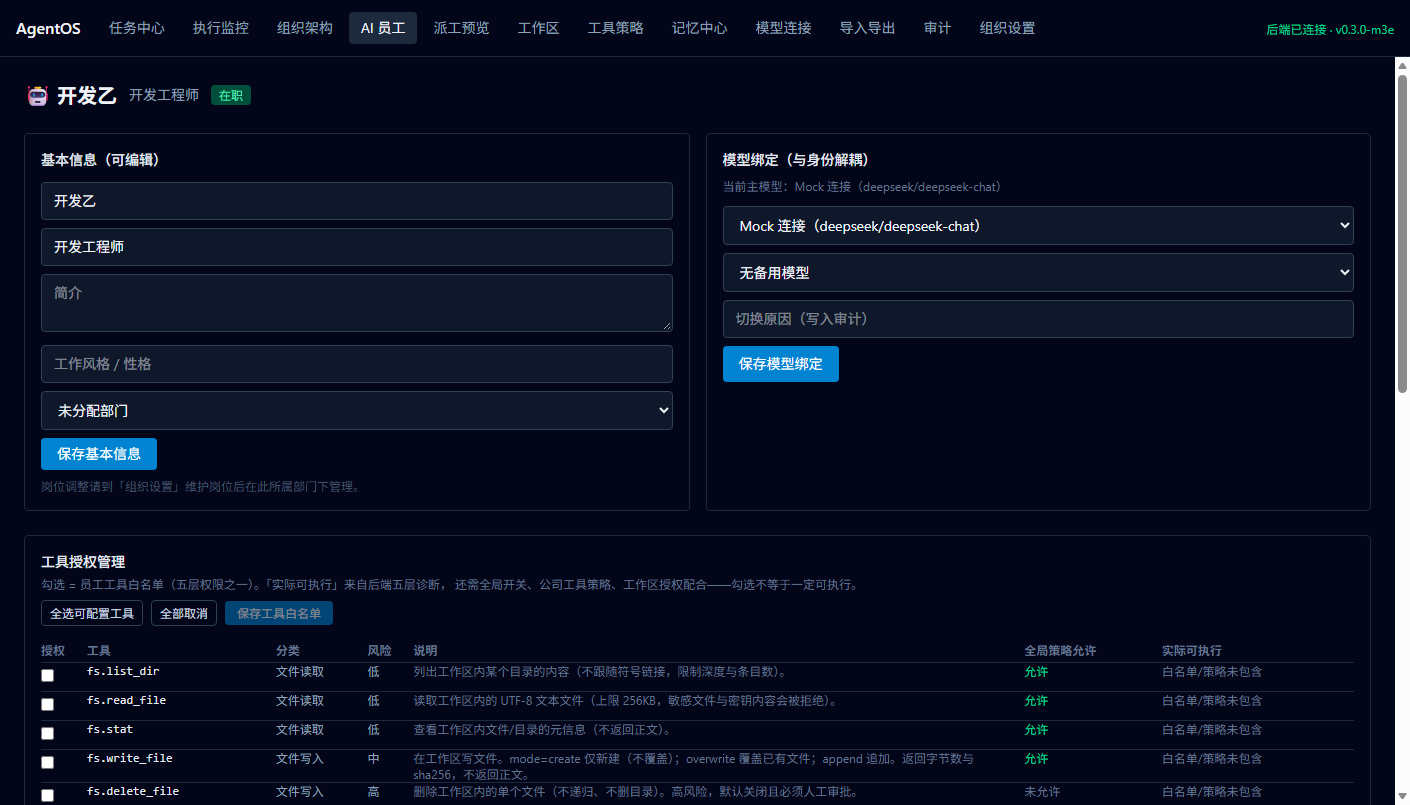 AgentOS 任务中心 执行监控 组织架构 AI 员工 派工预览 工作区 工具策略 记忆中心 模型连接 导入导出 审计 组织设置 后端已连接 · v0.3.0-m3e
开发乙 开发工程师 在职
基本信息（可编辑）
开发乙
开发工程师
简介
工作风格 / 性格
未分配部门
保存基本信息
岗位调整请到「组织设置」维护岗位后在此所属部门下管理。
模型绑定（与身份解耦）
当前主模型：Mock 连接（deepseek/deepseek-chat）
Mock 连接（deepseek/deepseek-chat）
无备用模型
切换原因（写入审计）
保存模型绑定
工具授权管理
勾选 = 员工工具白名单（五层权限之一）。「实际可执行」来自后端五层诊断， 还需全局开关、公司工具策略、工作区授权配合——勾选不等于一定可执行。
全选可配置工具 全部取消 保存工具白名单
授权 工具 分类 风险 说明 全局策略允许 实际可执行
fs.list_dir 文件读取 低 列出工作区内某个目录的内容（不跟随符号链接，限制深度与条目数）。 允许 白名单/策略未包含
fs.read_file 文件读取 低 读取工作区内的 UTF-8 文本文件（上限 256KB，敏感文件与密钥内容会被拒绝）。 允许 白名单/策略未包含
fs.stat 文件读取 低 查看工作区内文件/目录的元信息（不返回正文）。 允许 白名单/策略未包含
fs.write_file 文件写入 中 在工作区写文件。mode=create 仅新建（不覆盖）；overwrite 覆盖已有文件；append 追加。返回字节数与 允许 白名单/策略未包含
sha256，不返回正文。
fs.delete_file 文件写入 高 删除工作区内的单个文件（不递归、不删目录）。高风险，默认关闭且必须人工审批。 未允许 白名单/策略未包含